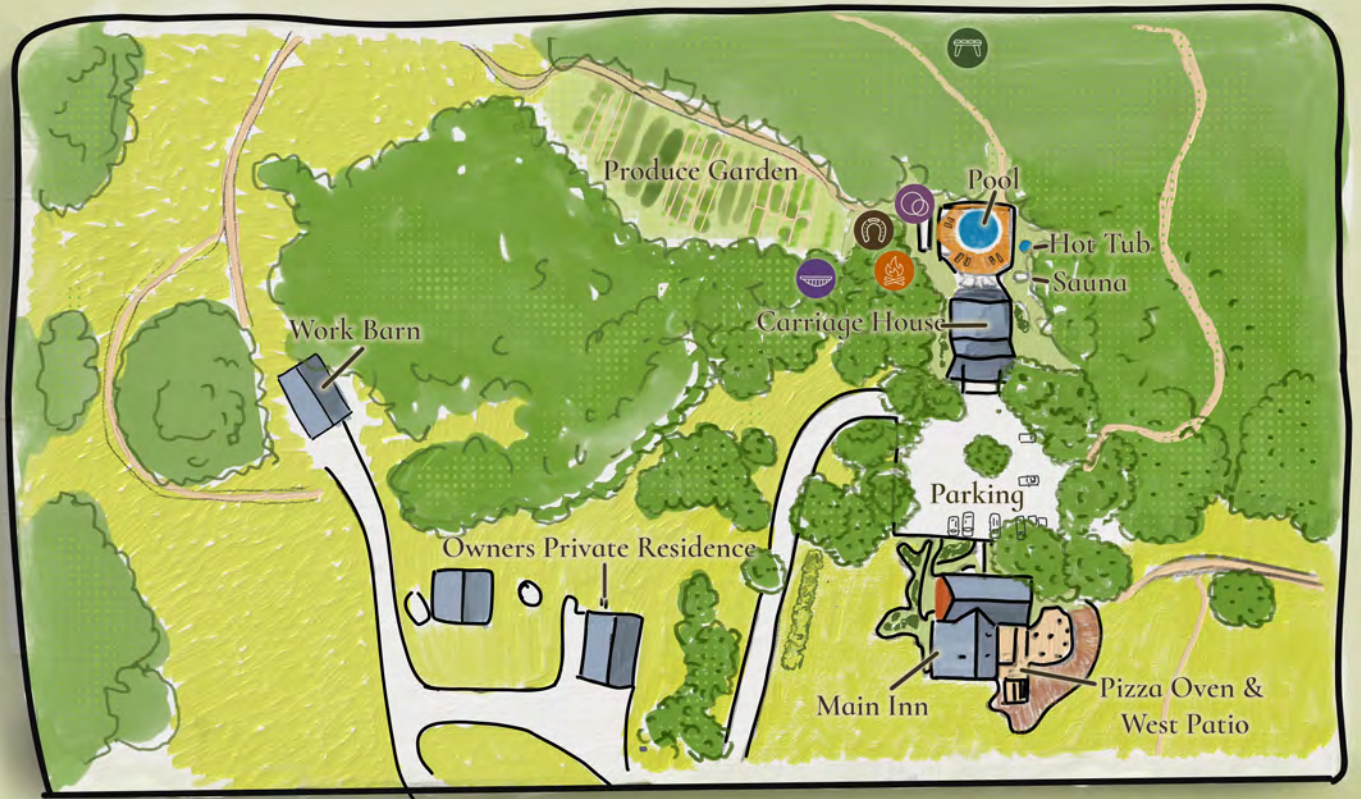 Produce Garden
Pool
Hot Tub
Sauna
Carriage House
Work Barn
Parking
Owners Private Residence
Main Inn
Pizza Oven &
West Patio